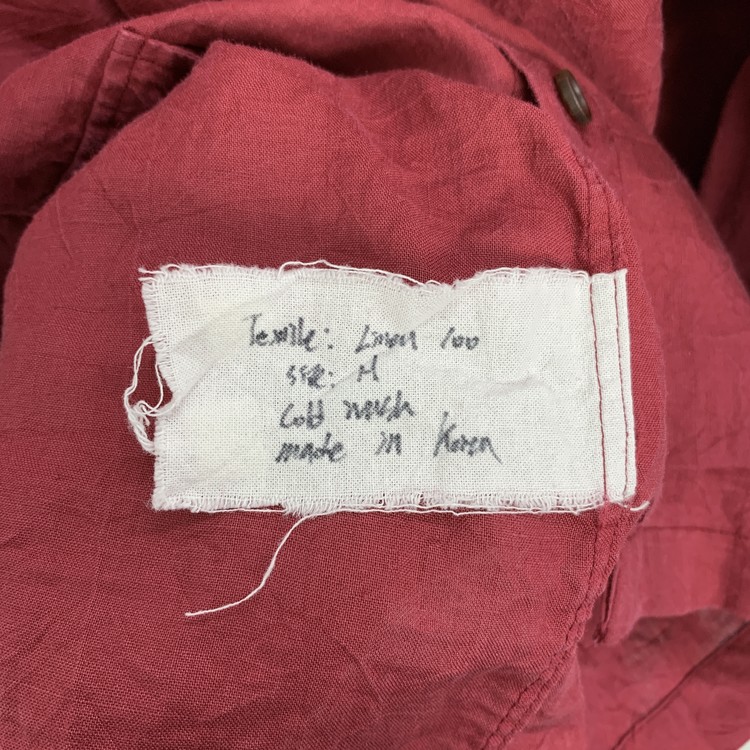 Textile: Linen 100
size: M
Cold wash
made in Korea